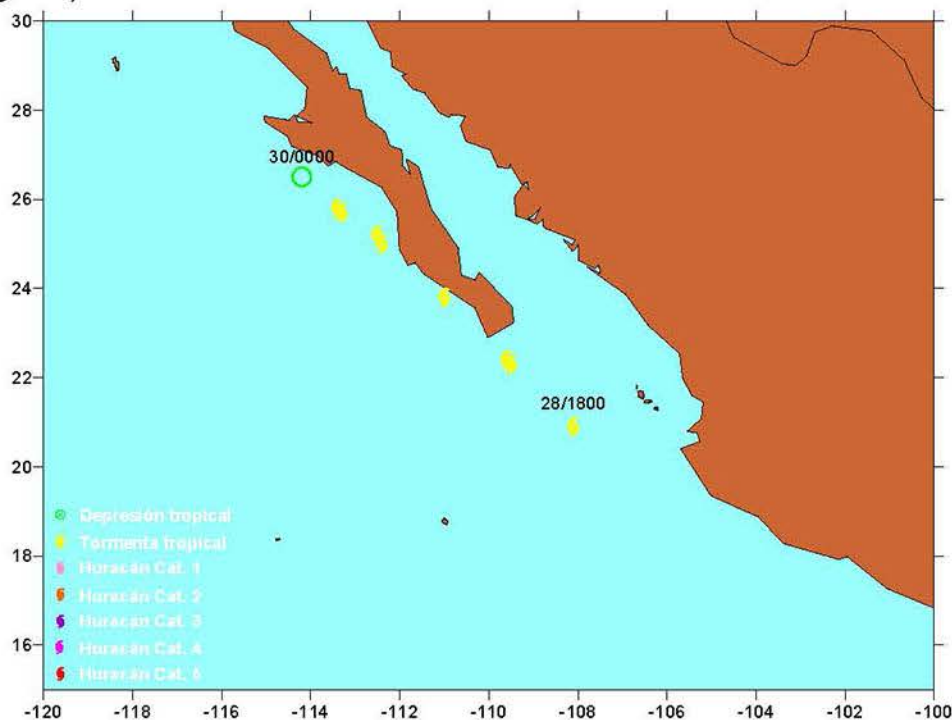 30
28
26
24
22
20
18
16
30/0000
28/1800
Depresión tropical
Tormenta tropical
Huracán Cat. 1
Huracán Cat. 2
Huracán Cat. 3
Huracán Cat. 4
Huracán Cat. 5
-120 -118 -116 -114 -112 -110 -108 -106 -104 -102 -100